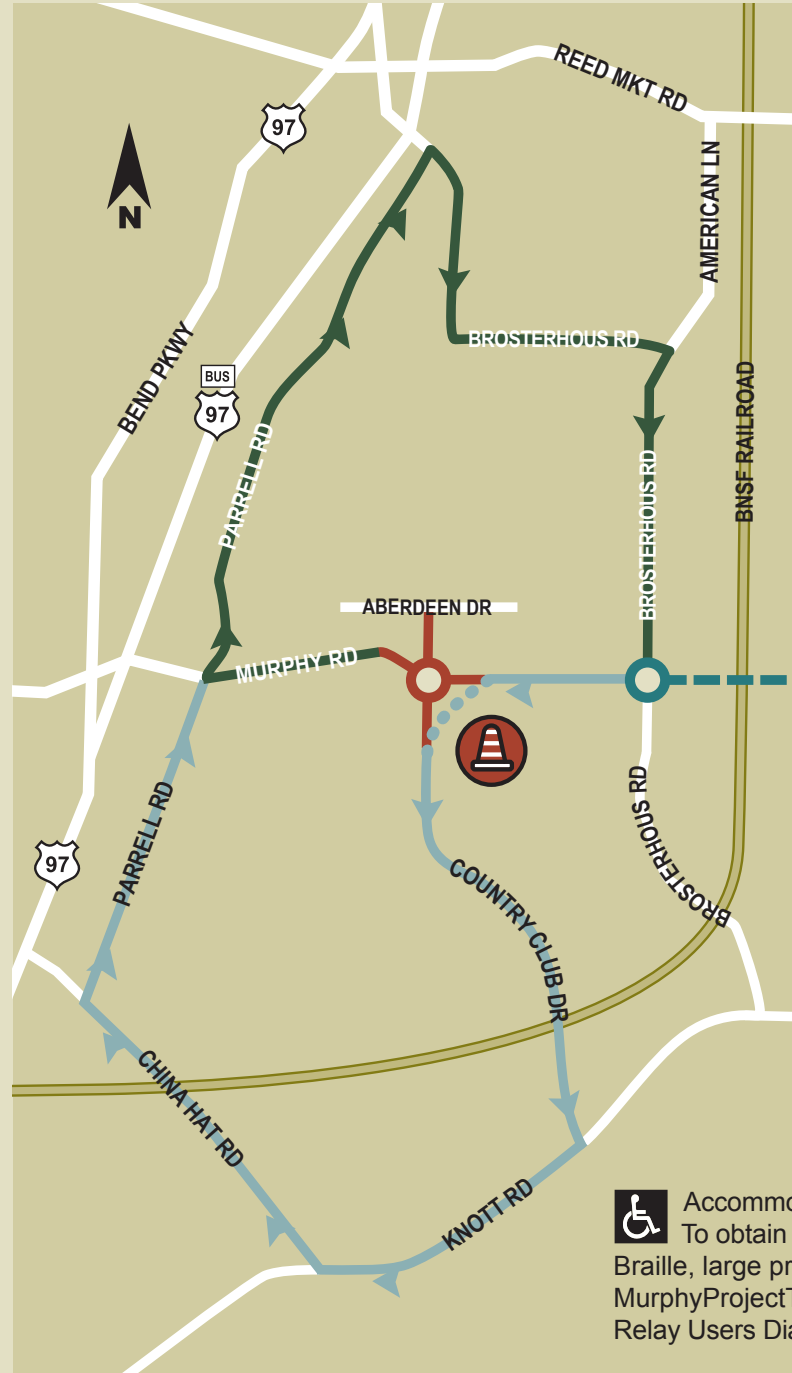 REED MKT RD
97
N
AMERICAN LN
BEND PKWY
BROSTERHOUS RD
BUS
97
BNSF RAILROAD
PARRELL RD
BROSTERHOUS RD
ABERDEEN DR
MURPHY RD
PARRELL RD
BROSTERHOUS RD
97
COUNTRY CLUB DR
CHINA HAT RD
KNOTT RD
Accommo
To obtain
Braille, large pr
MurphyProjectT
Relay Users Dia